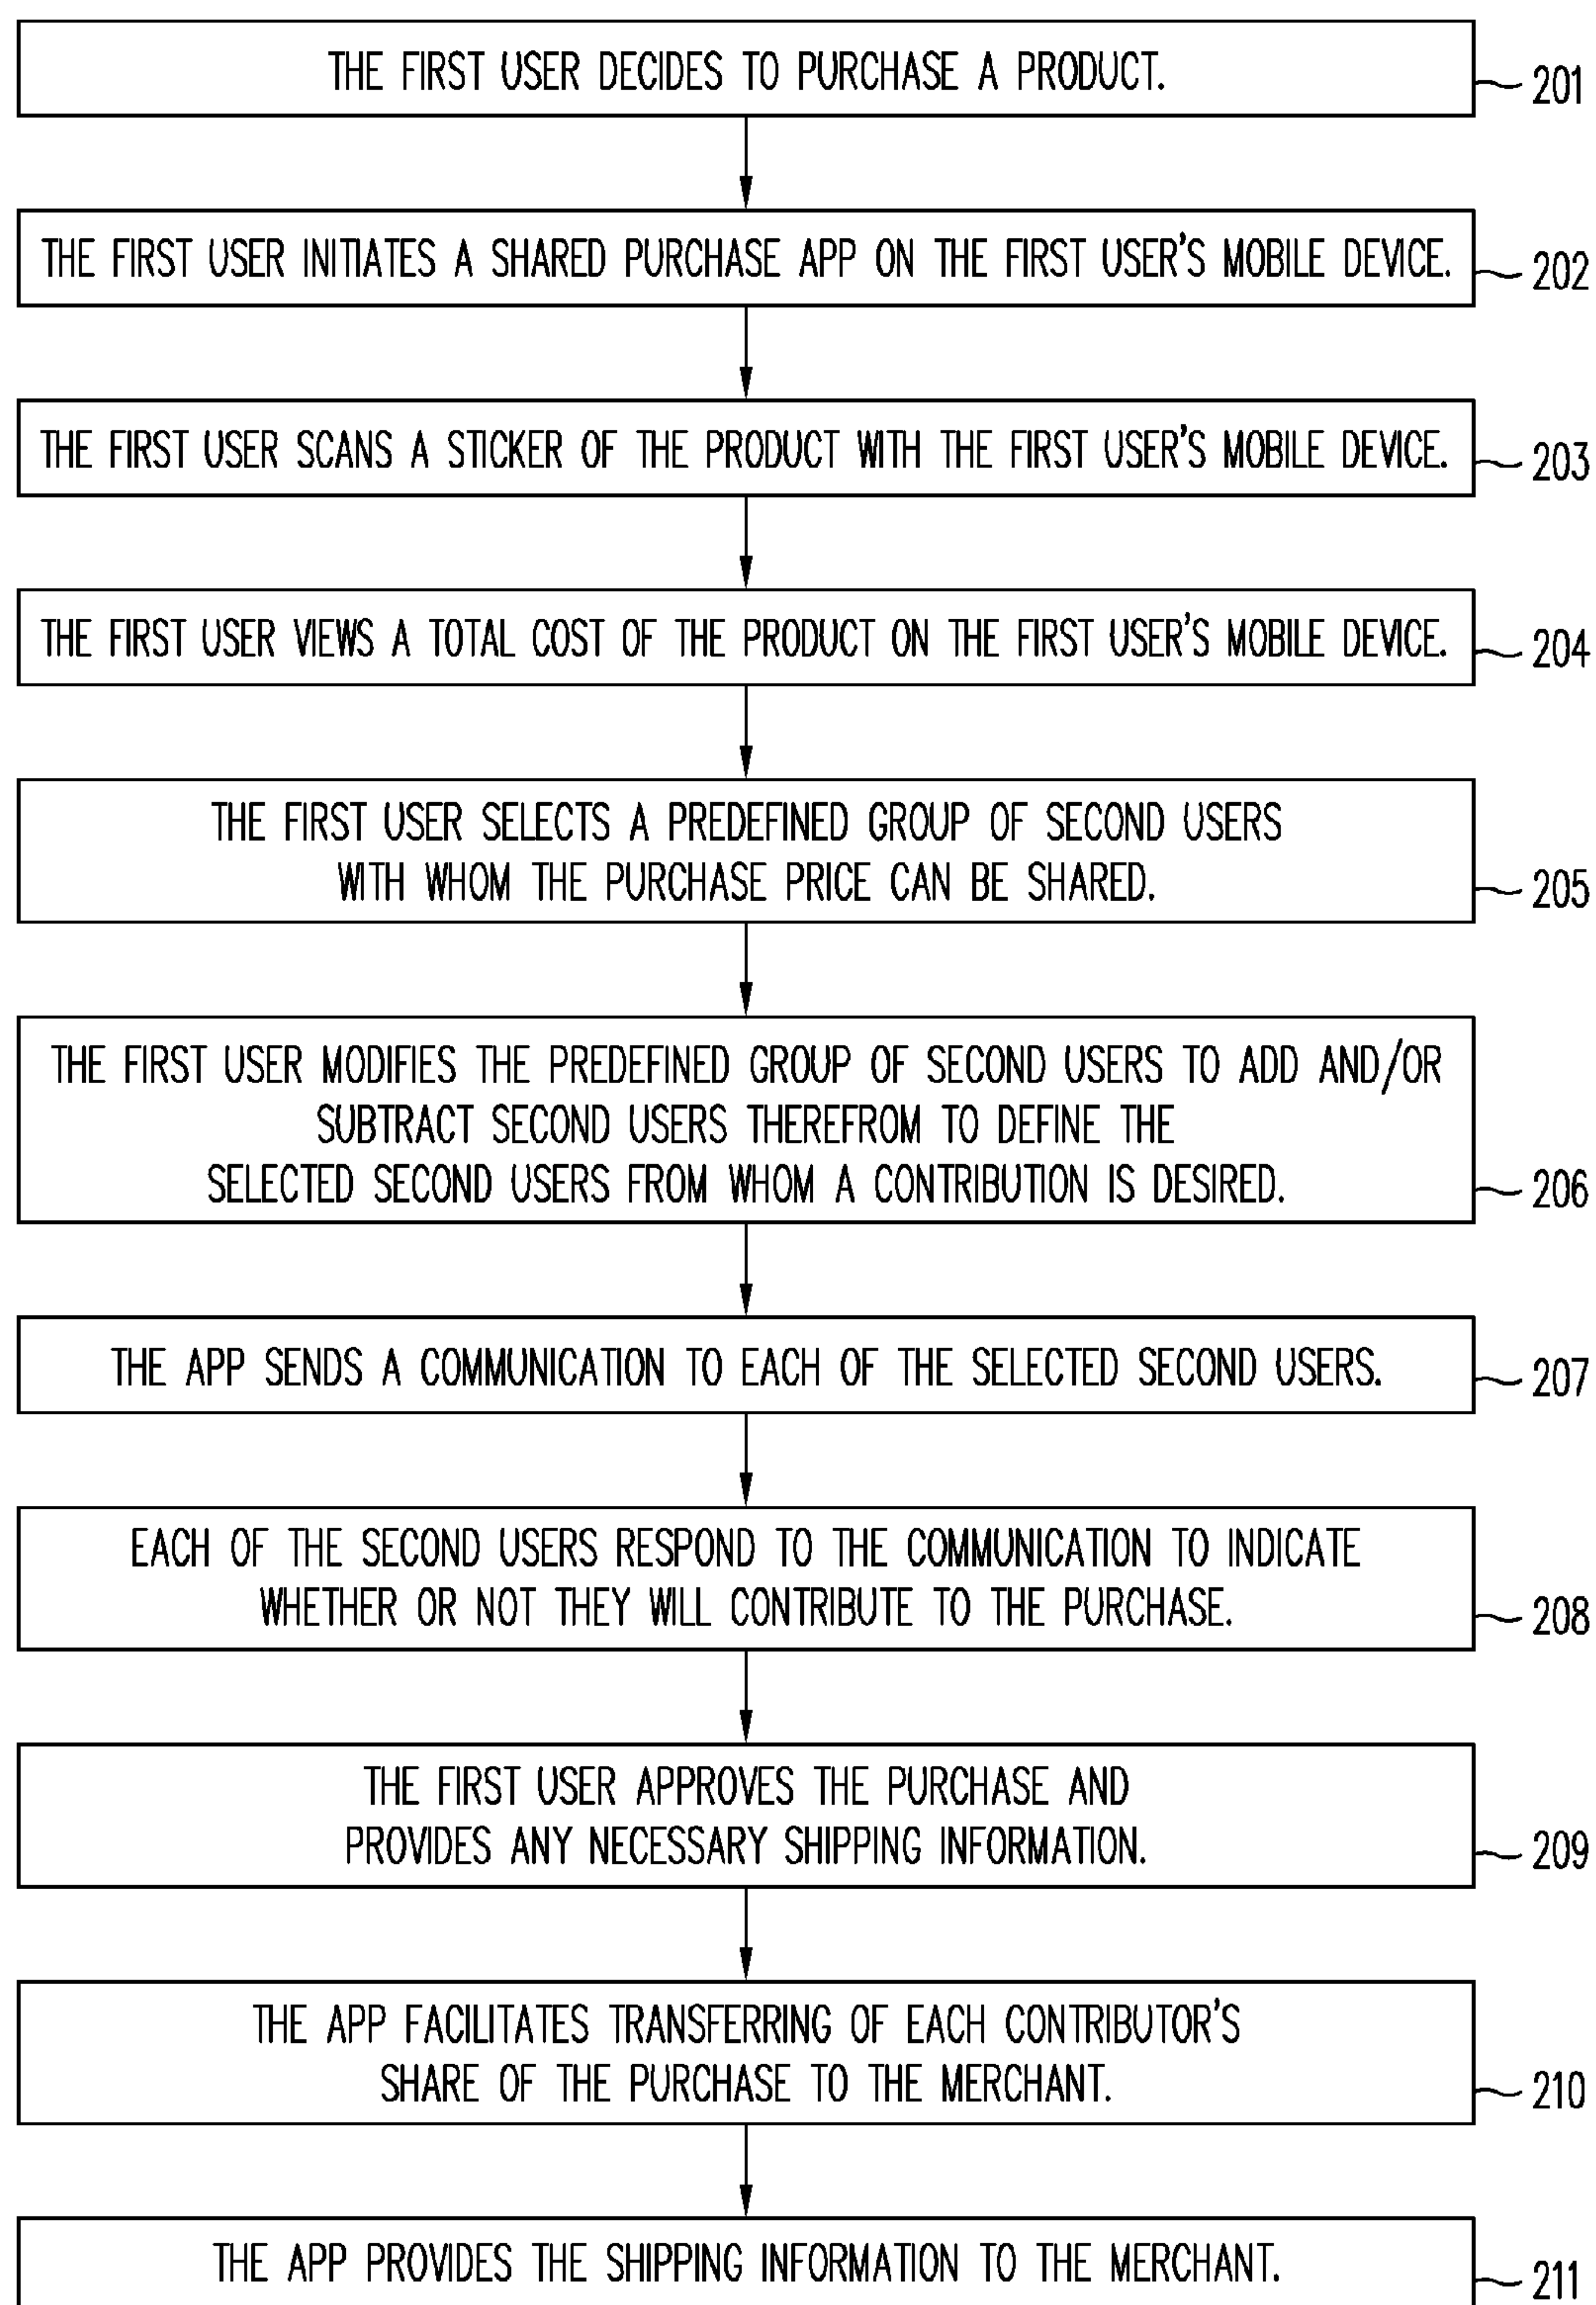 THE FIRST USER DECIDES TO PURCHASE A PRODUCT.
201
THE FIRST USER INITIATES A SHARED PURCHASE APP ON THE FIRST USER'S MOBILE DEVICE.
202
THE FIRST USER SCANS A STICKER OF THE PRODUCT WITH THE FIRST USER'S MOBILE DEVICE.
203
THE FIRST USER VIEWS A TOTAL COST OF THE PRODUCT ON THE FIRST USER'S MOBILE DEVICE.
204
THE FIRST USER SELECTS A PREDEFINED GROUP OF SECOND USERS
WITH WHOM THE PURCHASE PRICE CAN BE SHARED.
205
THE FIRST USER MODIFIES THE PREDEFINED GROUP OF SECOND USERS TO ADD AND/OR
SUBTRACT SECOND USERS THEREFROM TO DEFINE THE
SELECTED SECOND USERS FROM WHOM A CONTRIBUTION IS DESIRED.
206
THE APP SENDS A COMMUNICATION TO EACH OF THE SELECTED SECOND USERS.
207
EACH OF THE SECOND USERS RESPOND TO THE COMMUNICATION TO INDICATE
WHETHER OR NOT THEY WILL CONTRIBUTE TO THE PURCHASE.
208
THE FIRST USER APPROVES THE PURCHASE AND
PROVIDES ANY NECESSARY SHIPPING INFORMATION.
209
THE APP FACILITATES TRANSFERRING OF EACH CONTRIBUTOR'S
SHARE OF THE PURCHASE TO THE MERCHANT.
210
THE APP PROVIDES THE SHIPPING INFORMATION TO THE MERCHANT.
211